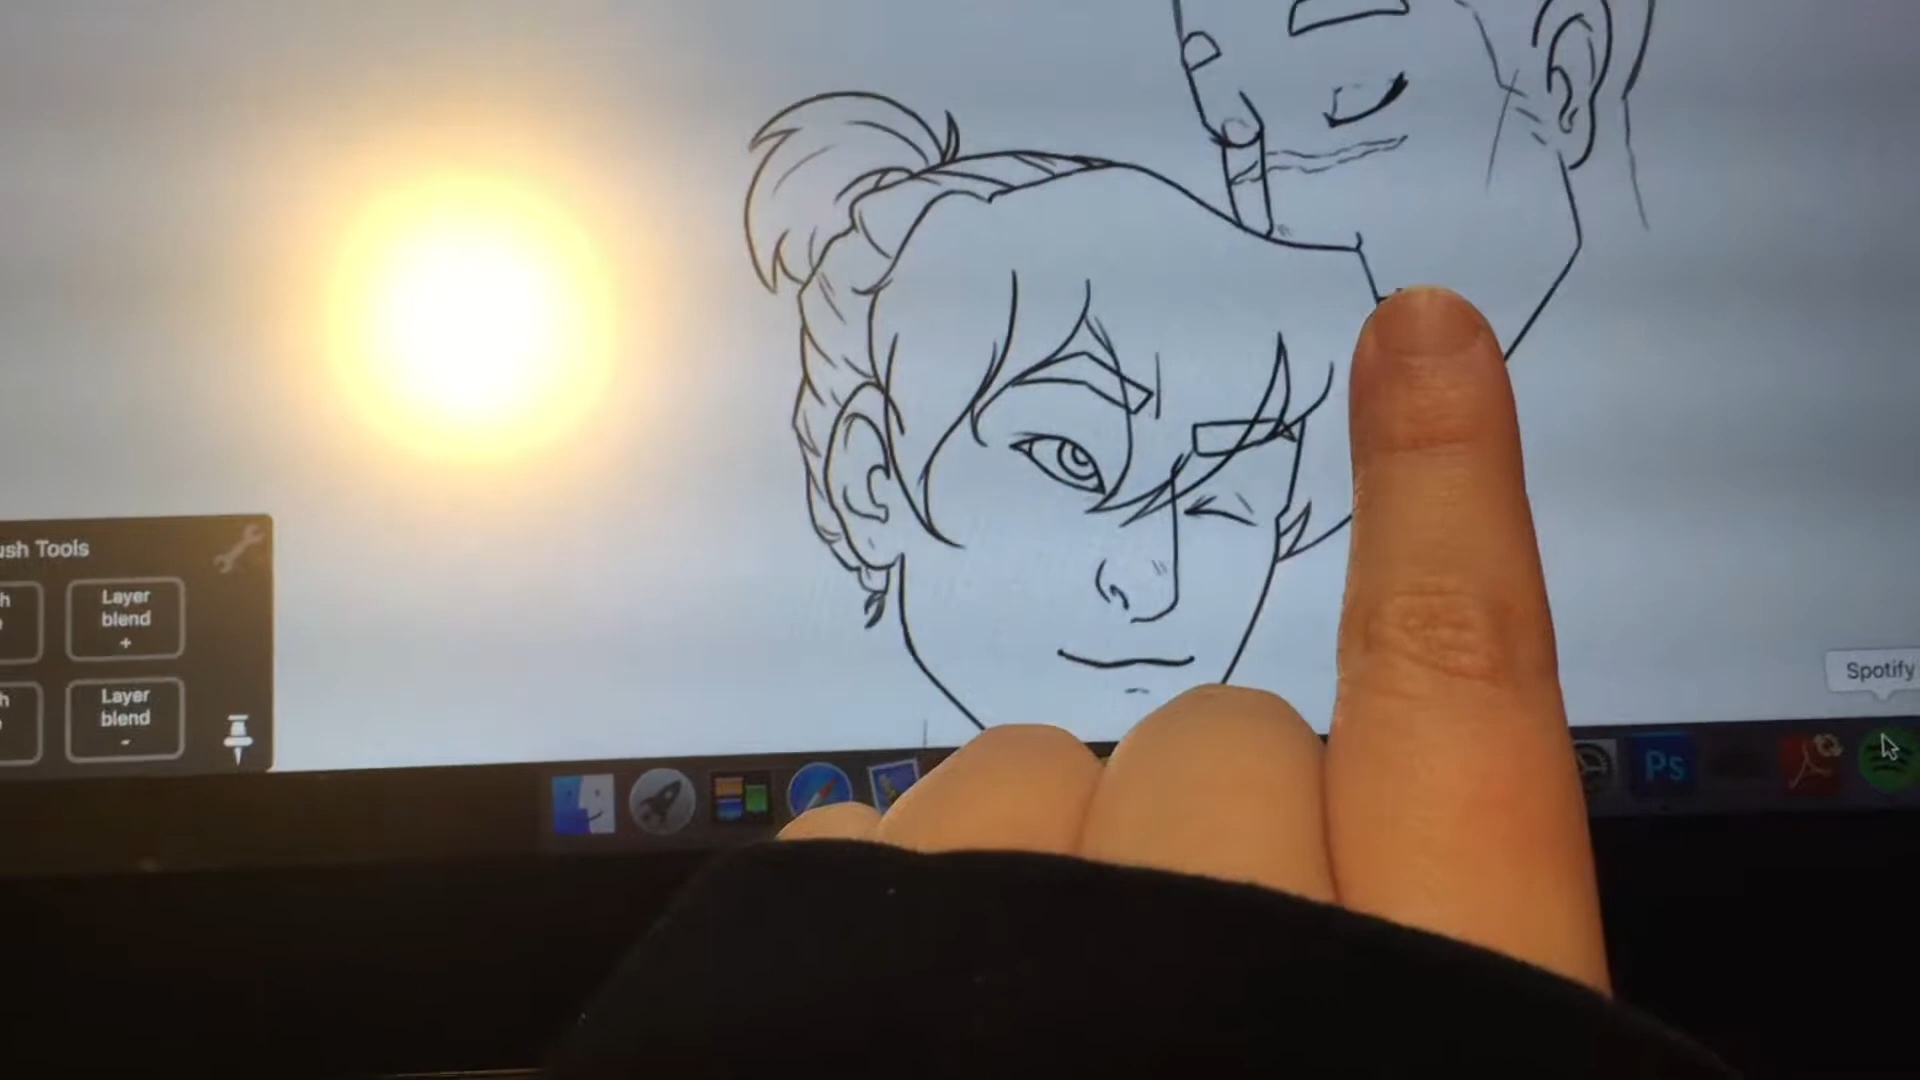 ush Tools
h
Layer
blend
+
h
Layer
blend
-
Spotify
Ps